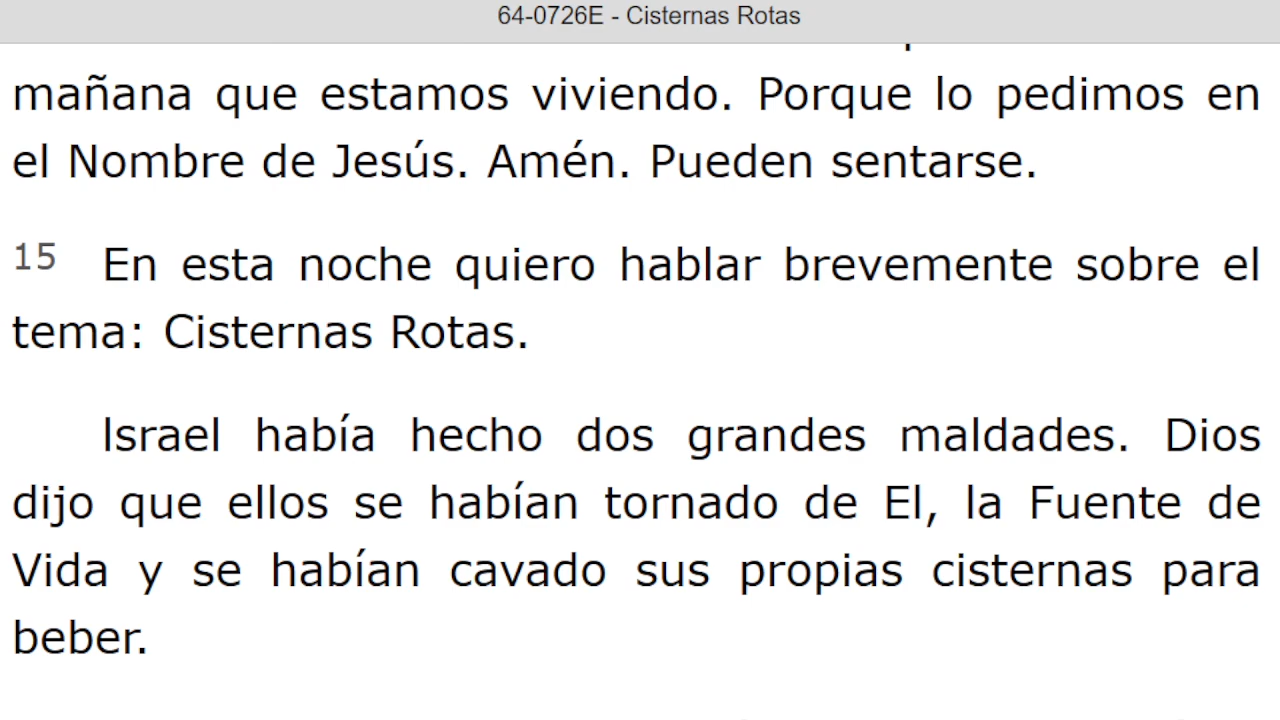 64-0726E - Cisternas Rotas
mañana que estamos viviendo. Porque lo pedimos en
el Nombre de Jesús. Amén. Pueden sentarse.
15 En esta noche quiero hablar brevemente sobre el
tema: Cisternas Rotas.
Israel había hecho dos grandes maldades. Dios
dijo que ellos se habían tornado de El, la Fuente de
Vida y se habían cavado sus propias cisternas para
beber.